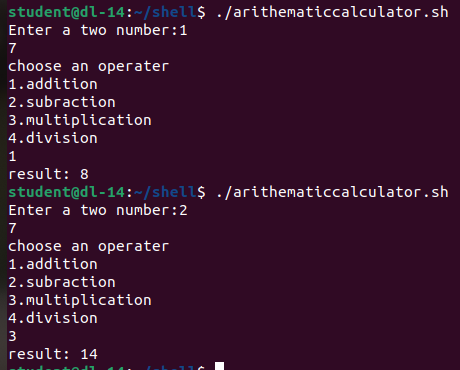 student@dl-14:~/shell$ ./arithematiccalculator.sh
Enter a two number:1
7
choose an operater
1.addition
2.subraction
3.multiplication
4.division
1
result: 8
student@dl-14:~/shell$ ./arithematiccalculator.sh
Enter a two number:2
7
choose an operater
1.addition
2.subraction
3.multiplication
4.division
3
result: 14
student@dl-14:~/shell$